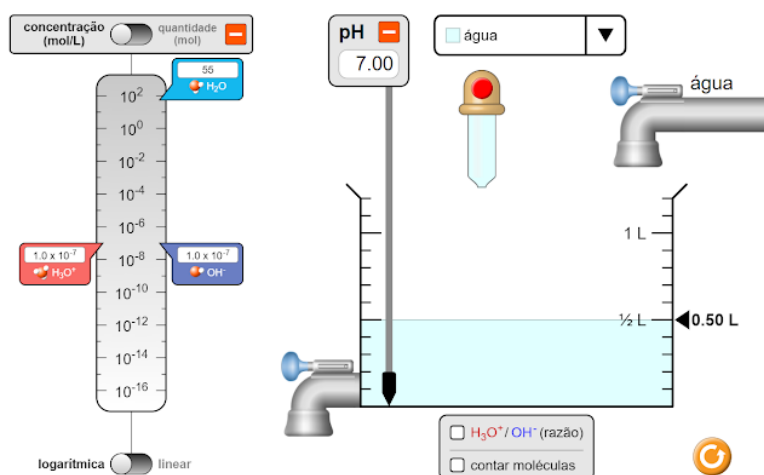 concentração
(mol/L)
quantidade
(mol)
55
H₂O
10²
10⁰
10⁻²
10⁻⁴
10⁻⁶
10⁻⁸
10⁻¹⁰
10⁻¹²
10⁻¹⁴
10⁻¹⁶
1.0 x 10⁻⁷
H₃O⁺
1.0 x 10⁻⁷
OH⁻
logarítmica
linear
pH
7.00
água
água
1 L
½ L
0.50 L
H₃O⁺/ OH⁻ (razão)
contar moléculas